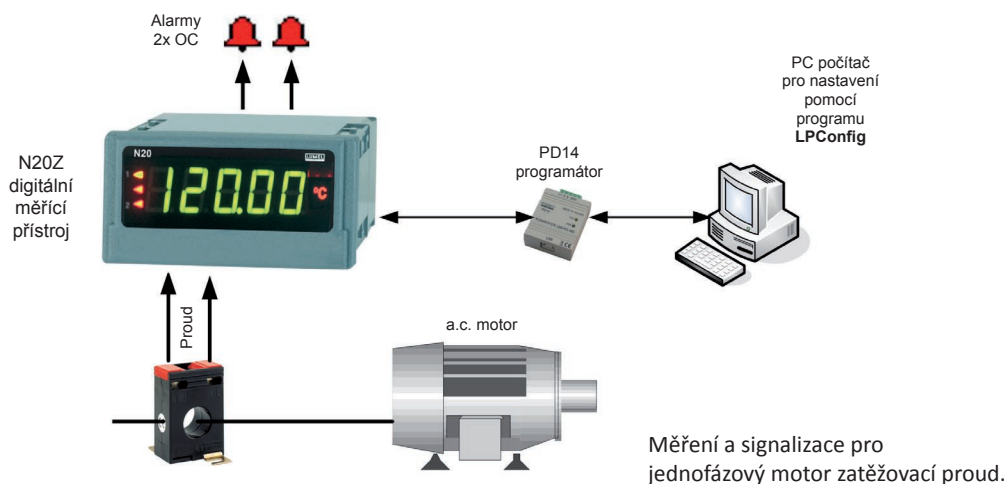 Alarmy
2x OC
N20Z
digitální
měřící
přístroj
N20
LUMEL
1
2
120.00
°C
PD14
programátor
PC počítač
pro nastavení
pomocí
programu
LPConfig
Proud
a.c. motor
Měření a signalizace pro
jednofázový motor zatěžovací proud.